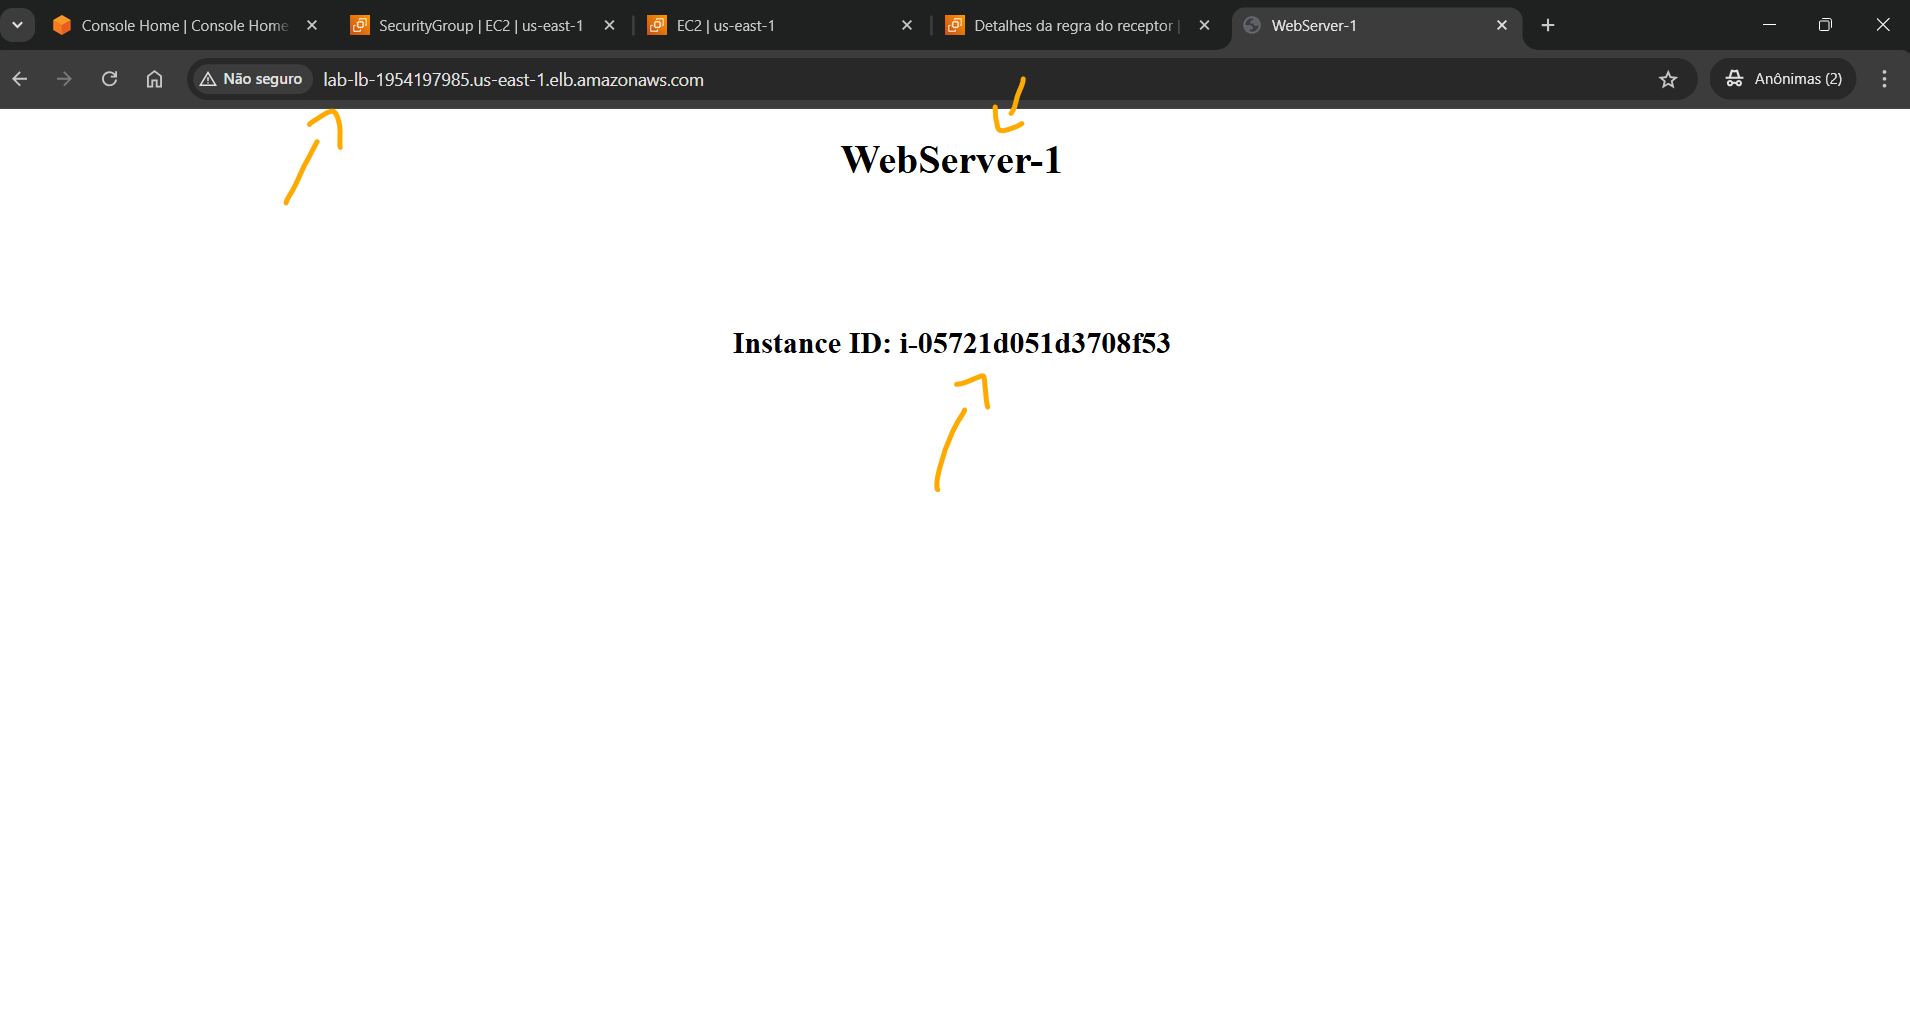 Console Home | Console Home
SecurityGroup | EC2 | us-east-1
EC2 | us-east-1
Detalhes da regra do receptor |
WebServer-1
Não seguro
lab-lb-1954197985.us-east-1.elb.amazonaws.com
Anônimas (2)
WebServer-1
Instance ID: i-05721d051d3708f53